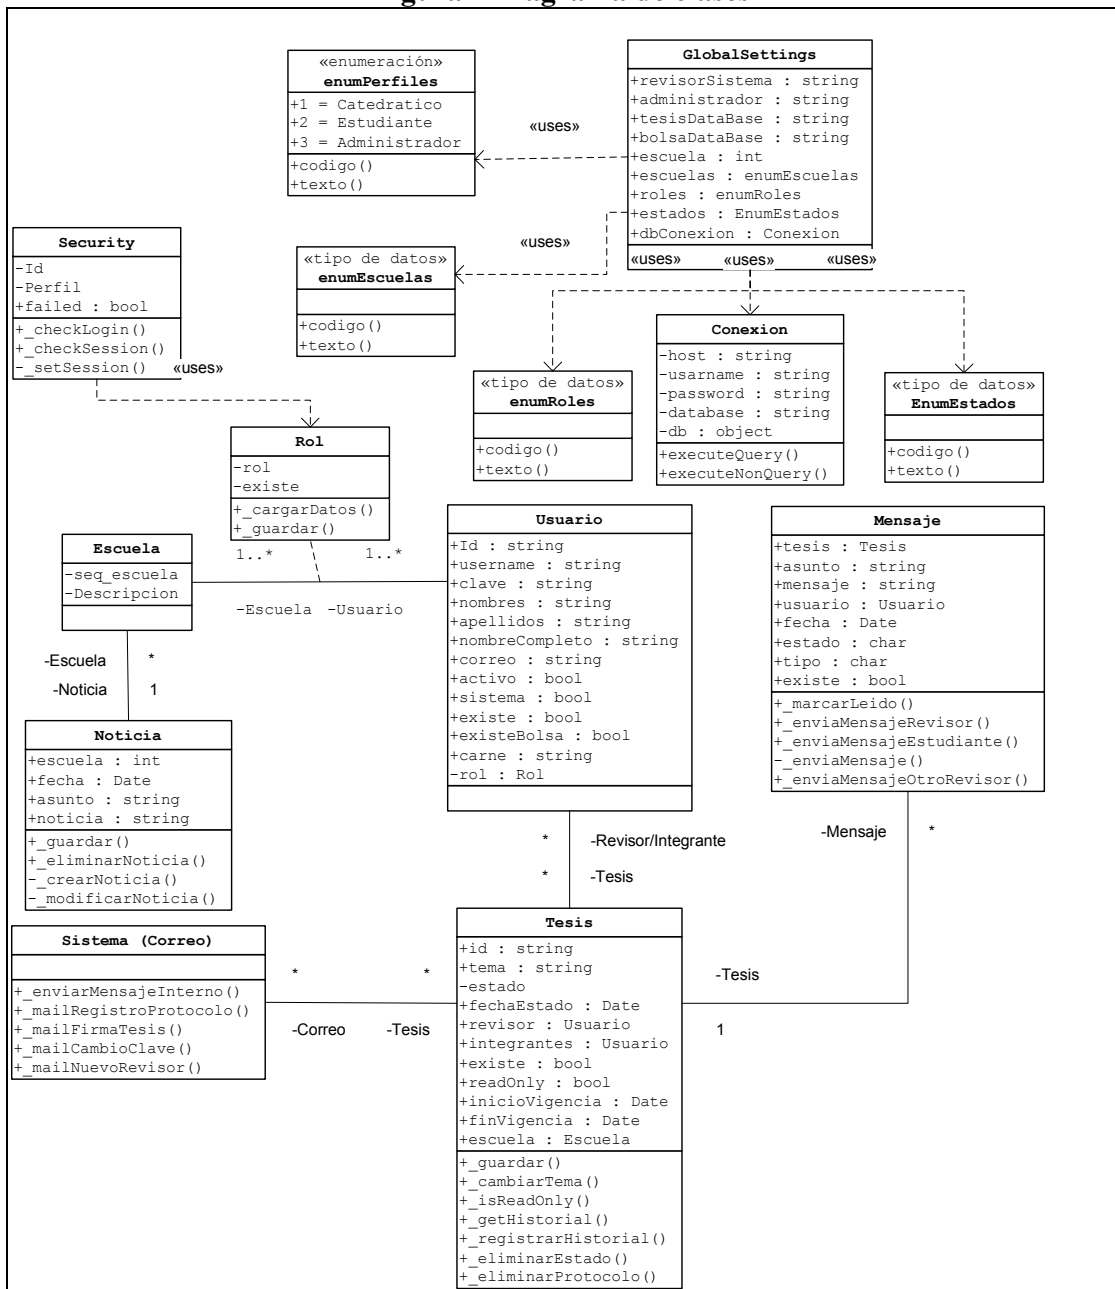 «enumeración»
enumPerfiles
+1 = Catedratico
+2 = Estudiante
+3 = Administrador
+codigo()
+texto()
«uses»
GlobalSettings
+revisorSistema : string
+administrador : string
+tesisDataBase : string
+bolsaDataBase : string
+escuela : int
+escuelas : enumEscuelas
+roles : enumRoles
+estados : EnumEstados
+dbConexion : Conexion
«uses»
«uses»
«uses»
«uses»
Security
-Id
-Perfil
+failed : bool
+_checkLogin()
+_checkSession()
-_setSession()
«uses»
«tipo de datos»
enumEscuelas
+codigo()
+texto()
«tipo de datos»
enumRoles
+codigo()
+texto()
Conexion
-host : string
-usarname : string
-password : string
-database : string
-db : object
+executeQuery()
+executeNonQuery()
«tipo de datos»
EnumEstados
+codigo()
+texto()
Rol
-rol
-existe
+_cargarDatos()
+_guardar()
1..*
1..*
-Escuela
-Usuario
Escuela
-seq_escuela
-Descripcion
-Escuela
*
-Noticia
1
Usuario
+Id : string
+username : string
+clave : string
+nombres : string
+apellidos : string
+nombreCompleto : string
+correo : string
+activo : bool
+sistema : bool
+existe : bool
+existeBolsa : bool
+carne : string
-rol : Rol
Mensaje
+tesis : Tesis
+asunto : string
+mensaje : string
+usuario : Usuario
+fecha : Date
+estado : char
+tipo : char
+existe : bool
+_marcarLeido()
+_enviaMensajeRevisor()
+_enviaMensajeEstudiante()
-_enviaMensaje()
+_enviaMensajeOtroRevisor()
Noticia
+escuela : int
+fecha : Date
+asunto : string
+noticia : string
+_guardar()
+_eliminarNoticia()
-_crearNoticia()
-_modificarNoticia()
*
-Revisor/Integrante
*
-Tesis
-Mensaje
*
Sistema (Correo)
+_enviarMensajeInterno()
+_mailRegistroProtocolo()
+_mailFirmaTesis()
+_mailCambioClave()
+_mailNuevoRevisor()
*
*
-Correo
-Tesis
Tesis
+id : string
+tema : string
-estado
+fechaEstado : Date
+revisor : Usuario
+integrantes : Usuario
+existe : bool
+readOnly : bool
+inicioVigencia : Date
+finVigencia : Date
+escuela : Escuela
+_guardar()
+_cambiarTema()
+_isReadOnly()
+_getHistorial()
+_registrarHistorial()
+_eliminarEstado()
+_eliminarProtocolo()
-Tesis
1